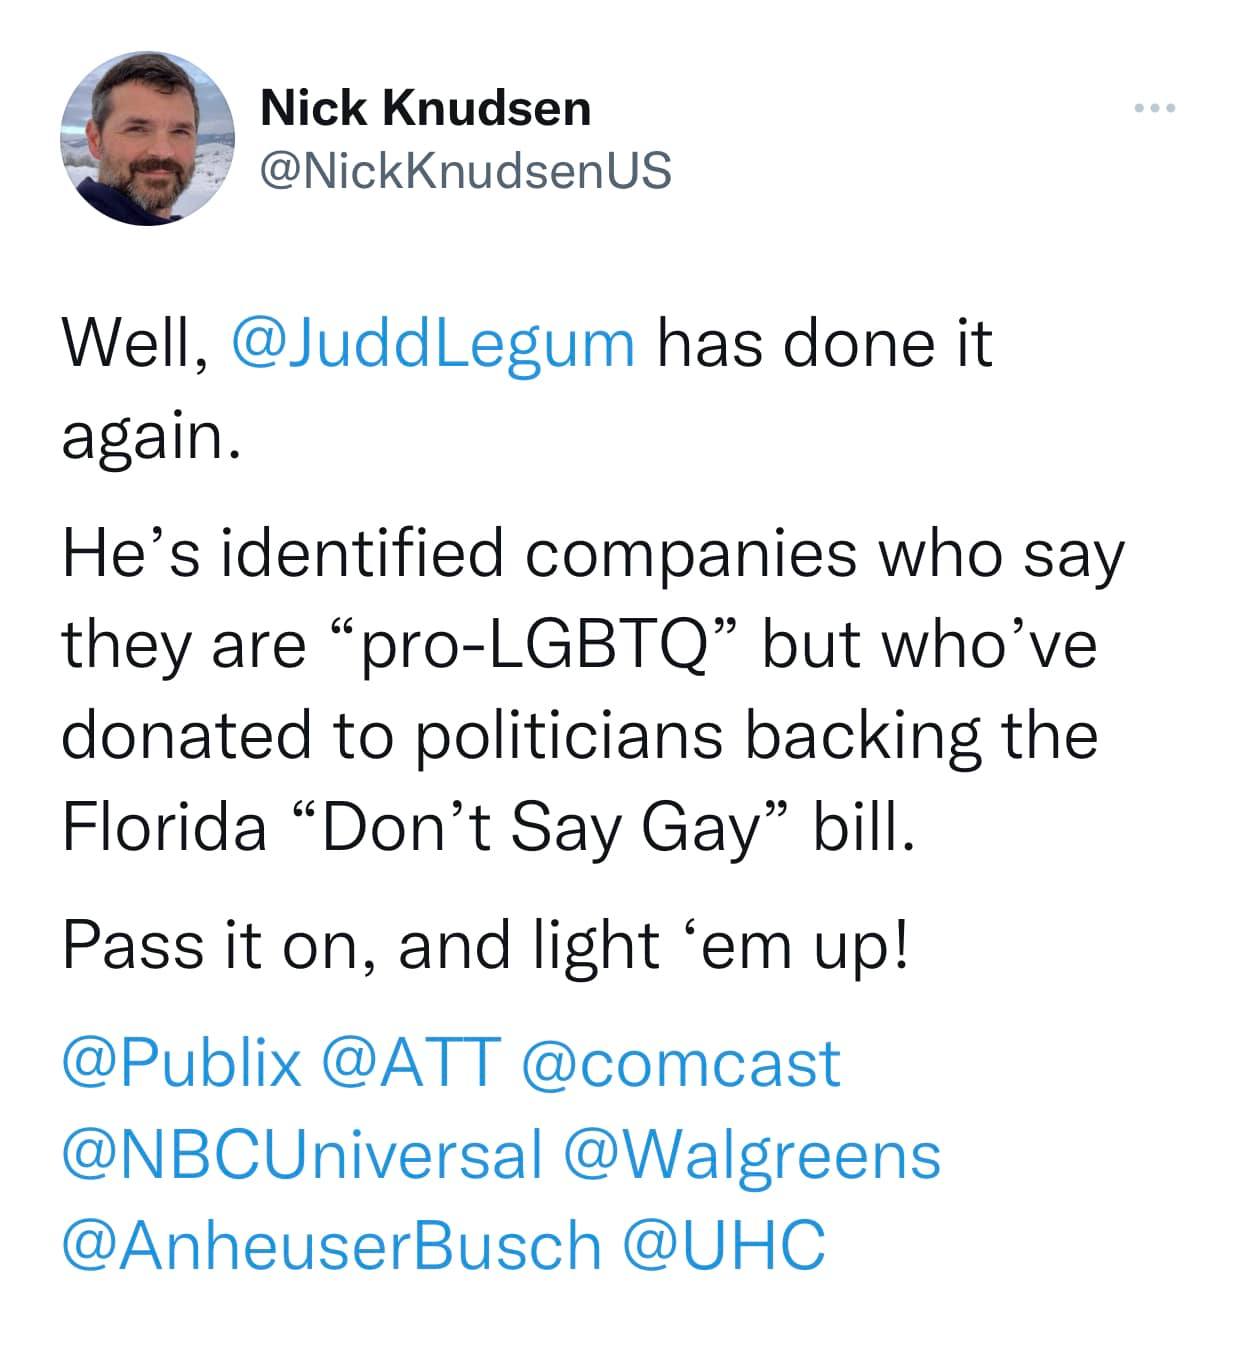 Nick Knudsen
@NickKnudsenUS
Well, @JuddLegum has done it
again.
He’s identified companies who say
they are “pro-LGBTQ” but who’ve
donated to politicians backing the
Florida “Don’t Say Gay” bill.
Pass it on, and light ‘em up!
@Publix @ATT @comcast
@NBCUniversal @Walgreens
@AnheuserBusch @UHC